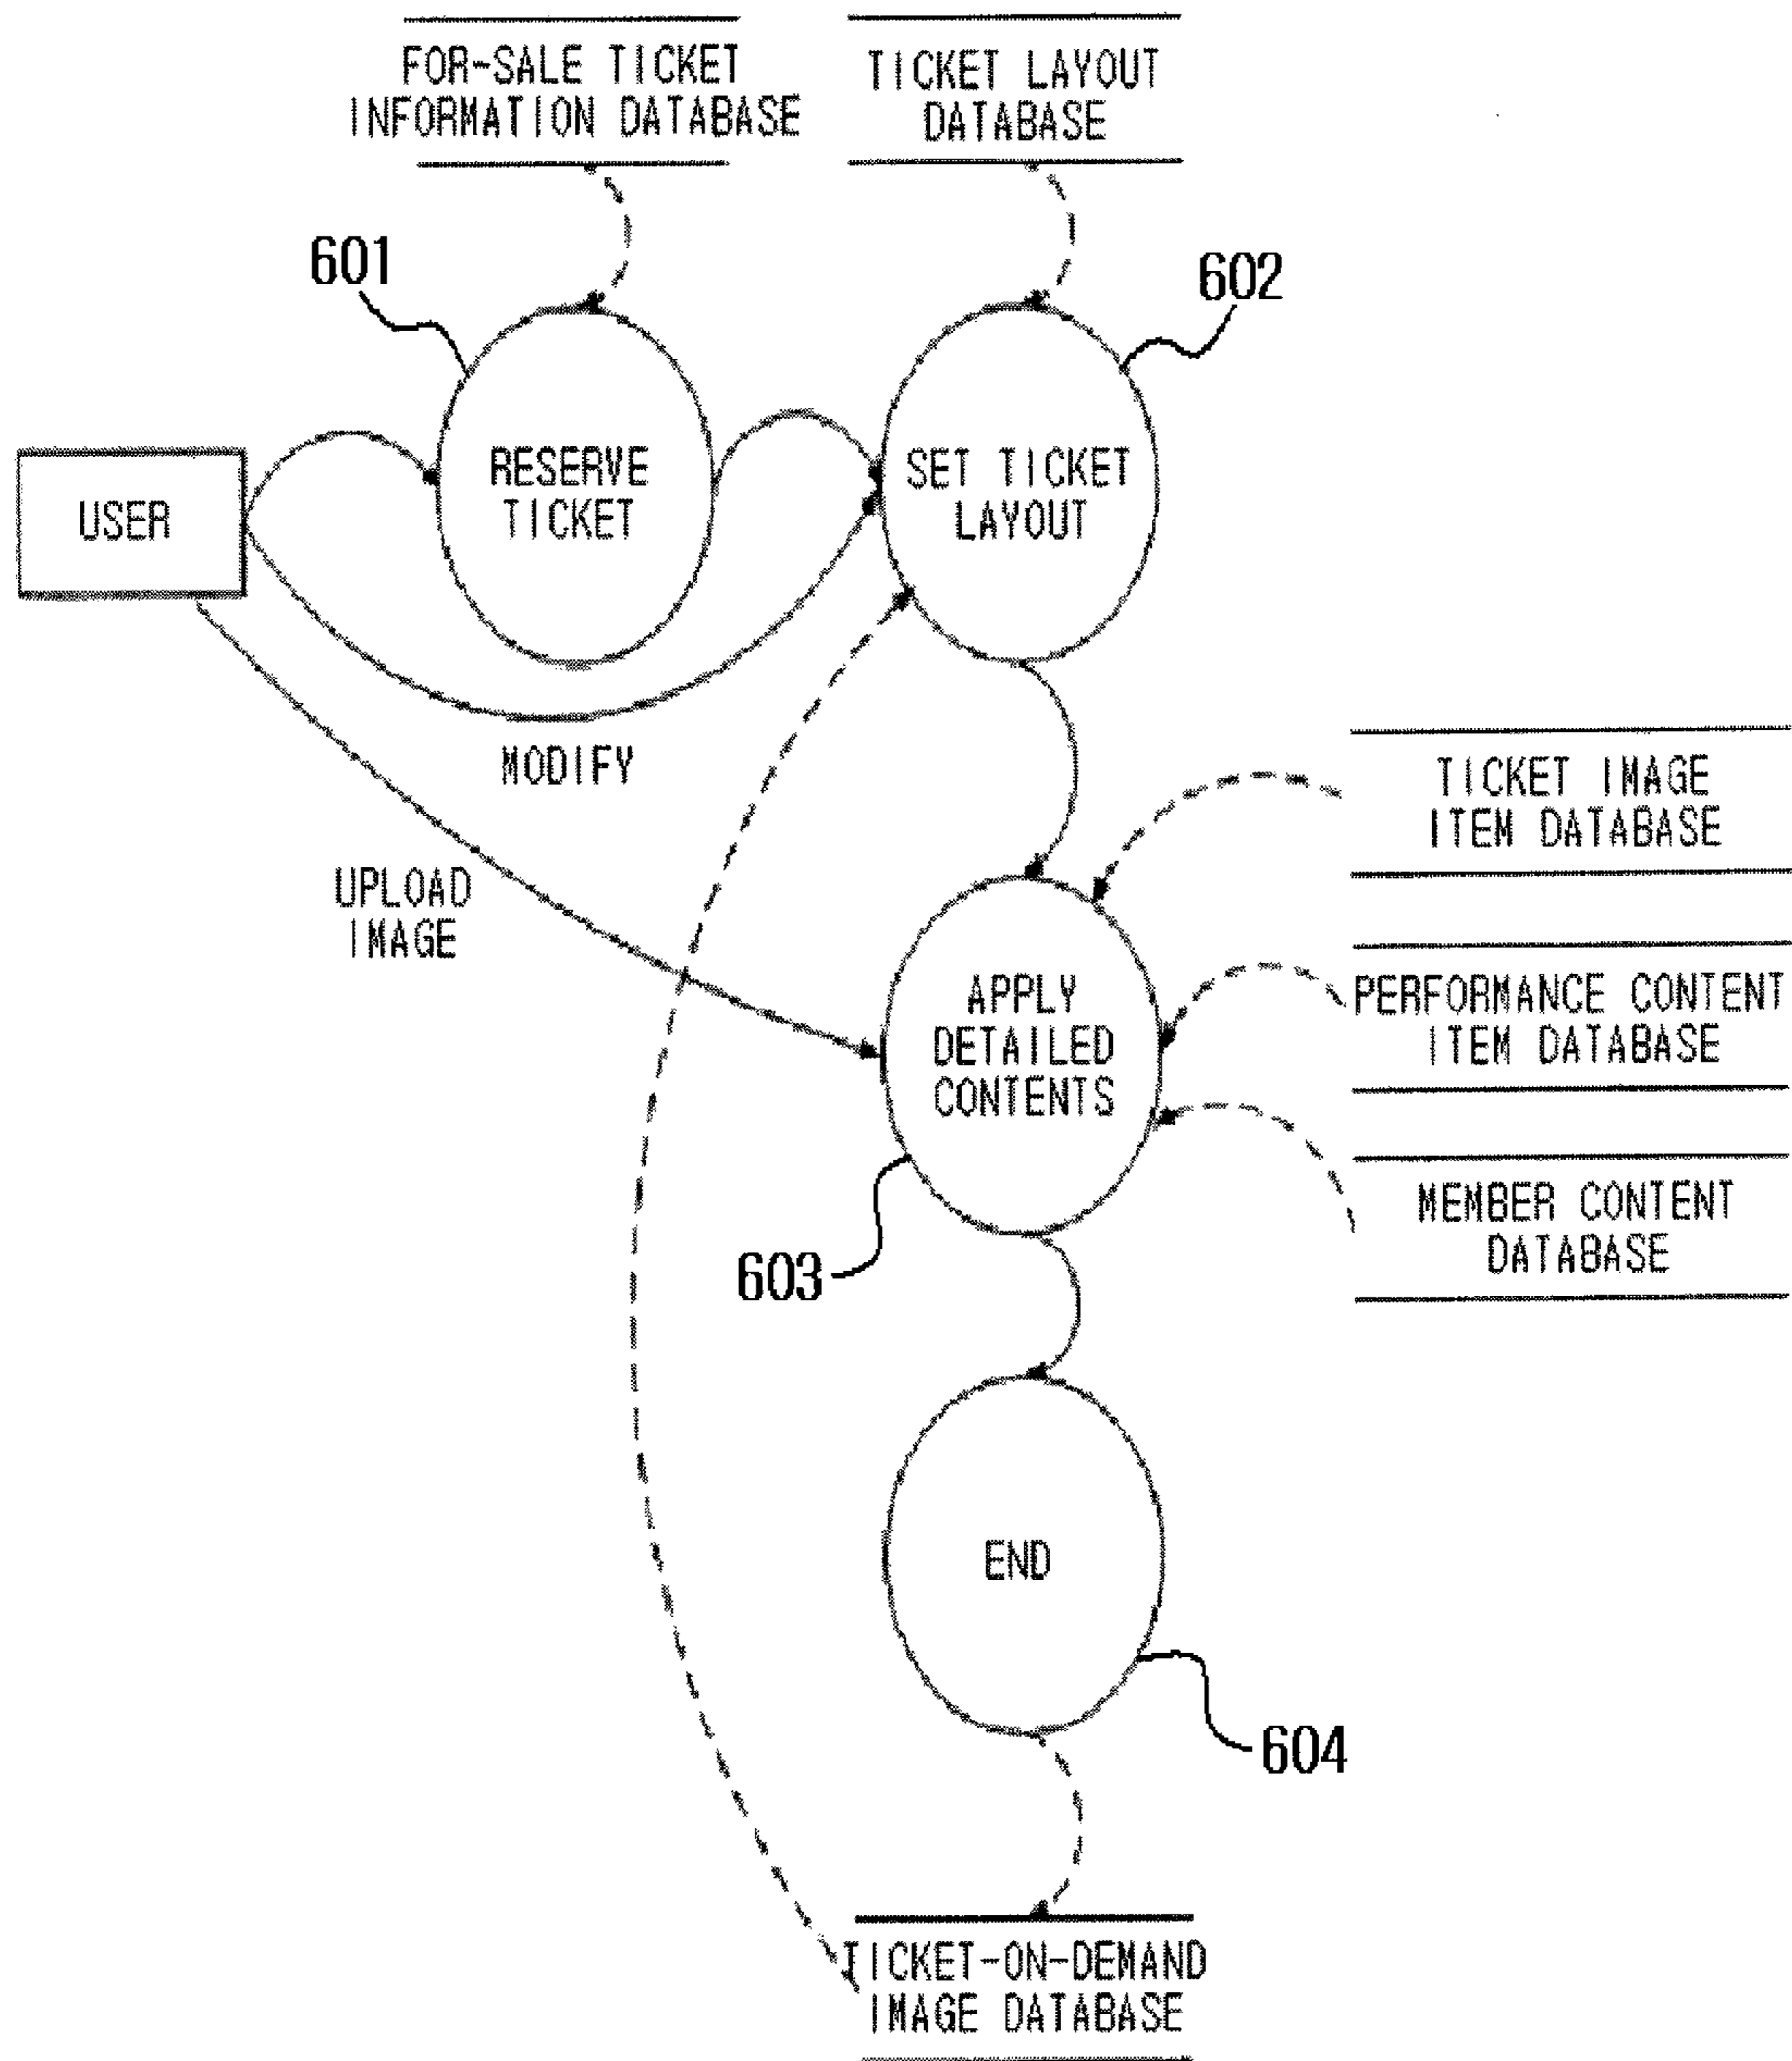 FOR-SALE TICKET
INFORMATION DATABASE
TICKET LAYOUT
DATABASE
601
602
USER
RESERVE
TICKET
SET TICKET
LAYOUT
MODIFY
UPLOAD
IMAGE
TICKET IMAGE
ITEM DATABASE
APPLY
DETAILED
CONTENTS
PERFORMANCE CONTENT
ITEM DATABASE
603
MEMBER CONTENT
DATABASE
END
604
TICKET-ON-DEMAND
IMAGE DATABASE